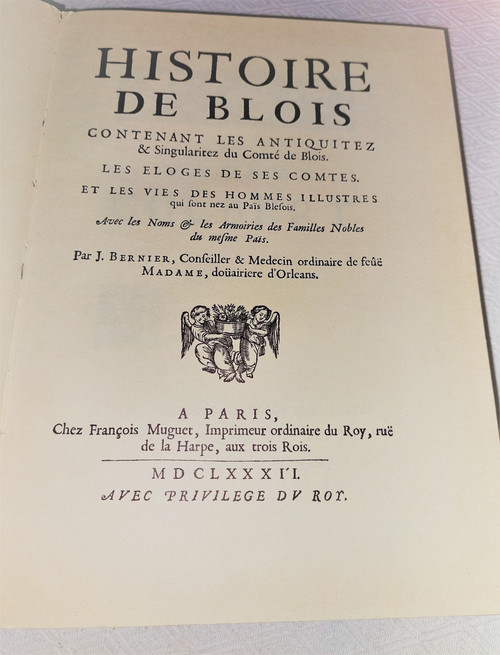 HISTOIRE
DE BLOIS
CONTENANT LES ANTIQUITEZ
& Singularitez du Comté de Blois.
LES ELOGES DE SES COMTES.
ET LES VIES DES HOMMES ILLUSTRES
qui ſont nez au Païs Bleſois.
Avec les Noms & les Armoiries des Familles Nobles
du meſme Païs.
Par J. BERNIER, Conſeiller & Medecin ordinaire de feüe
MADAME, doüairiere d'Orleans.
A PARIS,
Chez François Muguet, Imprimeur ordinaire du Roy, ruë
de la Harpe, aux trois Rois.
MDCLXXXII.
AVEC PRIVILEGE DV ROY.